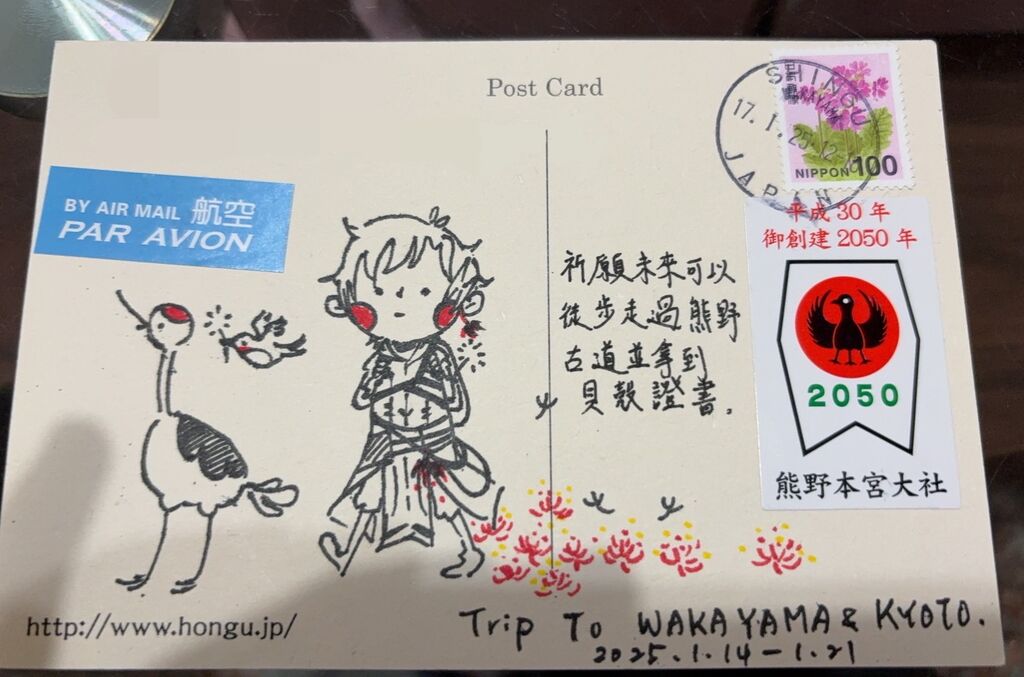 Post Card
SHINGU
WAKAYAMA
17.1.25
JAPAN
NIPPON 100
BY AIR MAIL 航空
PAR AVION
平成30年
御創建2050年
2050
熊野本宮大社
祈願未來可以
徒步走過熊野
古道並拿到
貝殼證書.
http://www.hongu.jp/
Trip To WAKAYAMA & KYOTO.
2025.1.14-1.21